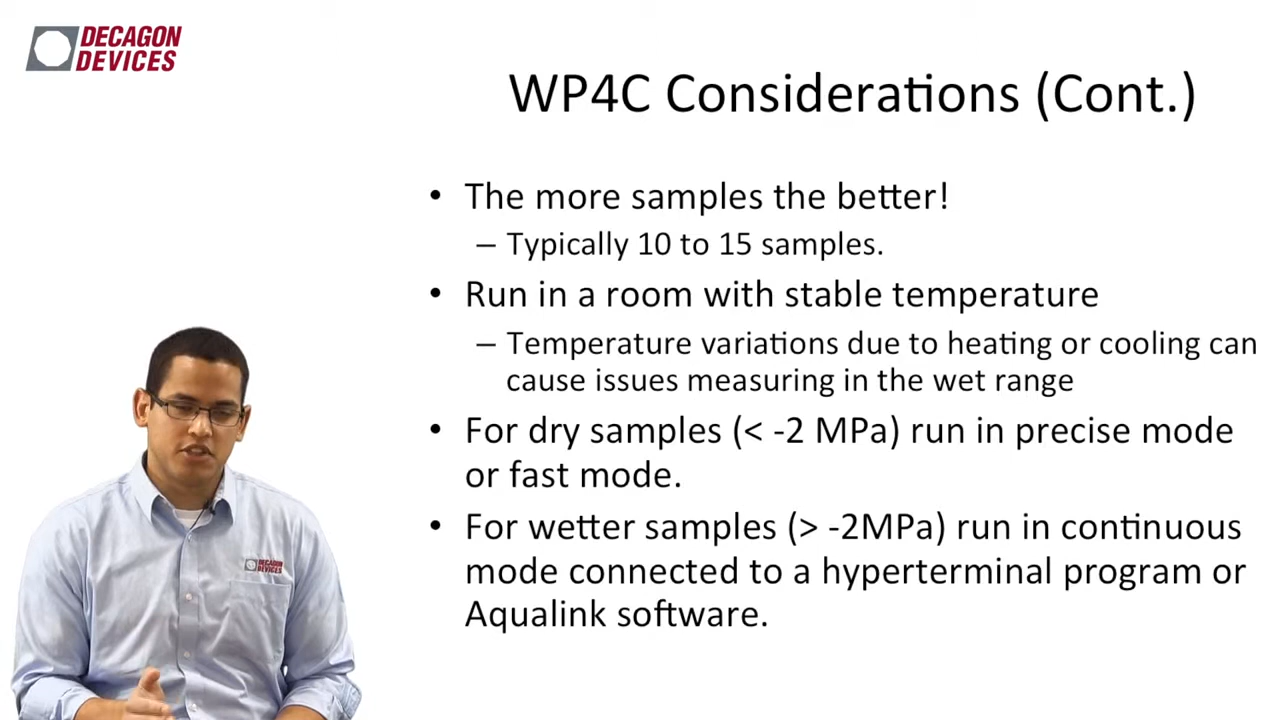 DECAGON
DEVICES
WP4C Considerations (Cont.)
• The more samples the better!
– Typically 10 to 15 samples.
• Run in a room with stable temperature
– Temperature variations due to heating or cooling can
cause issues measuring in the wet range
• For dry samples (< -2 MPa) run in precise mode
or fast mode.
• For wetter samples (> -2MPa) run in continuous
mode connected to a hyperterminal program or
Aqualink software.
DECAGON
DEVICES